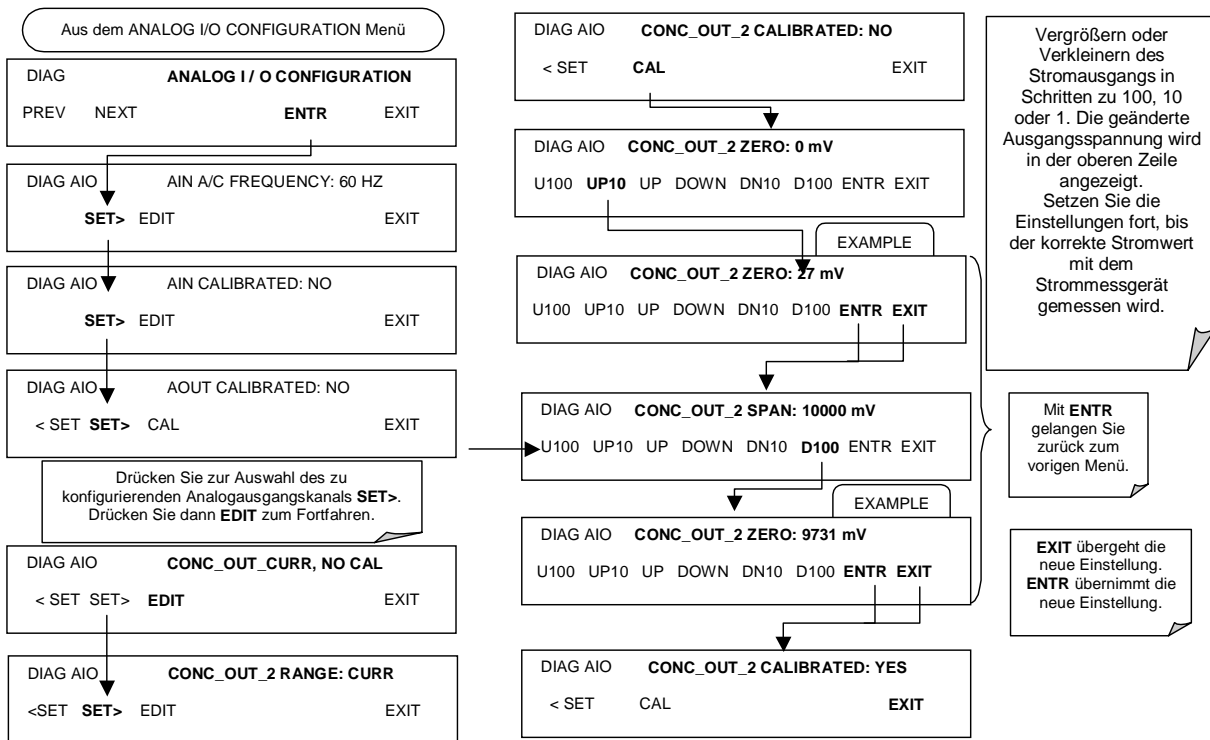 Aus dem ANALOG I/O CONFIGURATION Menü
DIAG ANALOG I / O CONFIGURATION
PREV NEXT ENTR EXIT
DIAG AIO AIN A/C FREQUENCY: 60 HZ
SET> EDIT EXIT
DIAG AIO AIN CALIBRATED: NO
SET> EDIT EXIT
DIAG AIO AOUT CALIBRATED: NO
< SET SET> CAL EXIT
Drücken Sie zur Auswahl des zu
konfigurierenden Analogausgangskanals SET>.
Drücken Sie dann EDIT zum Fortfahren.
DIAG AIO CONC_OUT_CURR, NO CAL
< SET SET> EDIT EXIT
DIAG AIO CONC_OUT_2 RANGE: CURR
<SET SET> EDIT EXIT
DIAG AIO CONC_OUT_2 CALIBRATED: NO
< SET CAL EXIT
DIAG AIO CONC_OUT_2 ZERO: 0 mV
U100 UP10 UP DOWN DN10 D100 ENTR EXIT
EXAMPLE
DIAG AIO CONC_OUT_2 ZERO: 27 mV
U100 UP10 UP DOWN DN10 D100 ENTR EXIT
DIAG AIO CONC_OUT_2 SPAN: 10000 mV
U100 UP10 UP DOWN DN10 D100 ENTR EXIT
EXAMPLE
DIAG AIO CONC_OUT_2 ZERO: 9731 mV
U100 UP10 UP DOWN DN10 D100 ENTR EXIT
DIAG AIO CONC_OUT_2 CALIBRATED: YES
< SET CAL EXIT
Vergrößern oder
Verkleinern des
Stromausgangs in
Schritten zu 100, 10
oder 1. Die geänderte
Ausgangsspannung wird
in der oberen Zeile
angezeigt.
Setzen Sie die
Einstellungen fort, bis
der korrekte Stromwert
mit dem
Strommessgerät
gemessen wird.
Mit ENTR
gelangen Sie
zurück zum
vorigen Menü.
EXIT übergeht die
neue Einstellung.
ENTR übernimmt die
neue Einstellung.